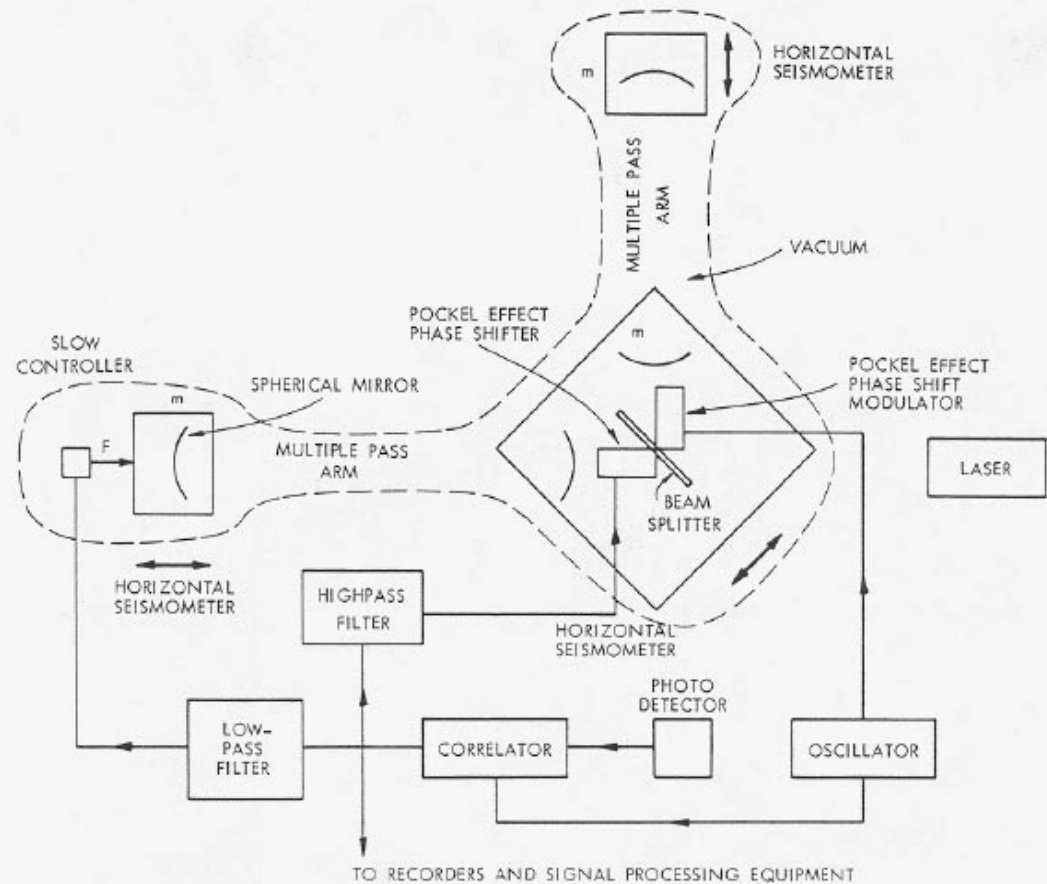 m
HORIZONTAL
SEISMOMETER
MULTIPLE PASS
ARM
VACUUM
POCKEL EFFECT
PHASE SHIFTER
SLOW
CONTROLLER
m
SPHERICAL MIRROR
POCKEL EFFECT
PHASE SHIFT
MODULATOR
m
F
MULTIPLE PASS
ARM
LASER
BEAM
SPLITTER
HORIZONTAL
SEISMOMETER
HIGHPASS
FILTER
HORIZONTAL
SEISMOMETER
PHOTO
DETECTOR
LOW-
PASS
FILTER
CORRELATOR
OSCILLATOR
TO RECORDERS AND SIGNAL PROCESSING EQUIPMENT